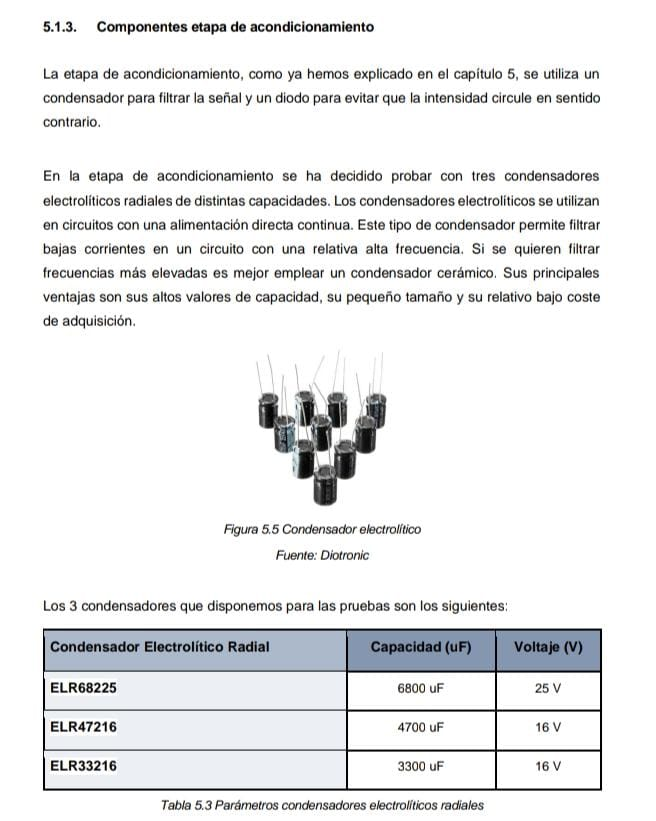 5.1.3. Componentes etapa de acondicionamiento
La etapa de acondicionamiento, como ya hemos explicado en el capítulo 5, se utiliza un
condensador para filtrar la señal y un diodo para evitar que la intensidad circule en sentido
contrario.
En la etapa de acondicionamiento se ha decidido probar con tres condensadores
electrolíticos radiales de distintas capacidades. Los condensadores electrolíticos se utilizan
en circuitos con una alimentación directa continua. Este tipo de condensador permite filtrar
bajas corrientes en un circuito con una relativa alta frecuencia. Si se quieren filtrar
frecuencias más elevadas es mejor emplear un condensador cerámico. Sus principales
ventajas son sus altos valores de capacidad, su pequeño tamaño y su relativo bajo coste
de adquisición.
Figura 5.5 Condensador electrolítico
Fuente: Diotronic
Los 3 condensadores que disponemos para las pruebas son los siguientes:
Condensador Electrolítico Radial Capacidad (uF) Voltaje (V)
ELR68225 6800 uF 25 V
ELR47216 4700 uF 16 V
ELR33216 3300 uF 16 V
Tabla 5.3 Parámetros condensadores electrolíticos radiales